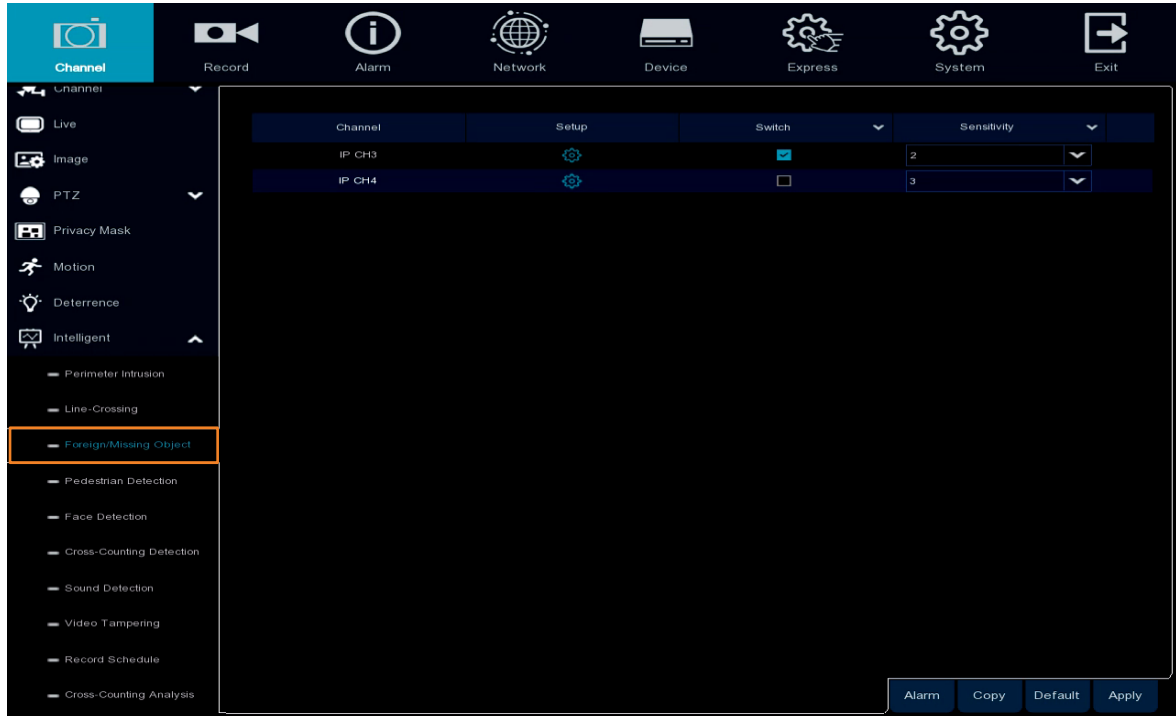 Channel Record Alarm Network Device Express System Exit
Channel
Live
Image
PTZ
Privacy Mask
Motion
Deterrence
Intelligent
Perimeter Intrusion
Line-Crossing
Foreign/Missing Object
Pedestrian Detection
Face Detection
Cross-Counting Detection
Sound Detection
Video Tampering
Record Schedule
Cross-Counting Analysis
Channel Setup Switch Sensitivity
IP CH3 2
IP CH4 3
Alarm Copy Default Apply